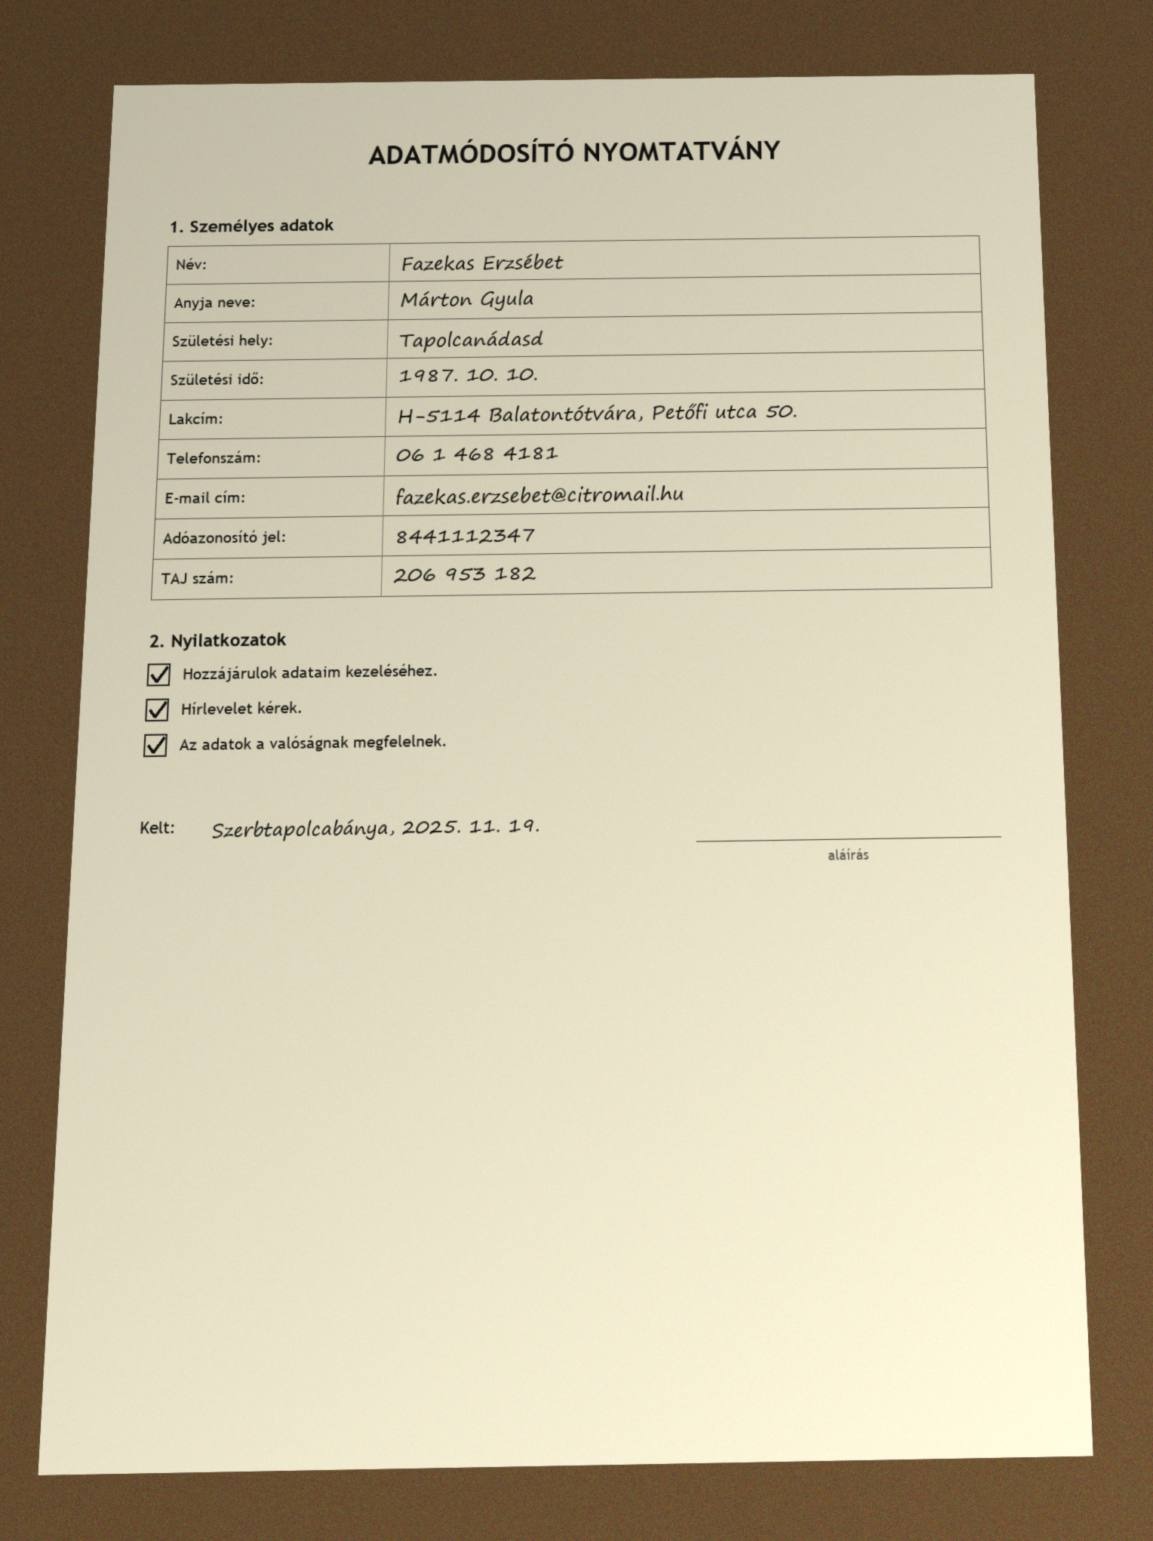 ADATMÓDOSÍTÓ NYOMTATVÁNY
1. Személyes adatok
Név: Fazekas Erzsébet
Anyja neve: Márton Gyula
Születési hely: Tapolcanádasd
Születési idő: 1987. 10. 10.
Lakcím: H-5114 Balatontótvára, Petőfi utca 50.
Telefonszám: 06 1 468 4181
E-mail cím: fazekas.erzsebet@citromail.hu
Adóazonosító jel: 8441112347
TAJ szám: 206 953 182
2. Nyilatkozatok
Hozzájárulok adataim kezeléséhez.
Hírlevelet kérek.
Az adatok a valóságnak megfelelnek.
Kelt: Szerbtapolcabánya, 2025. 11. 19.
aláírás